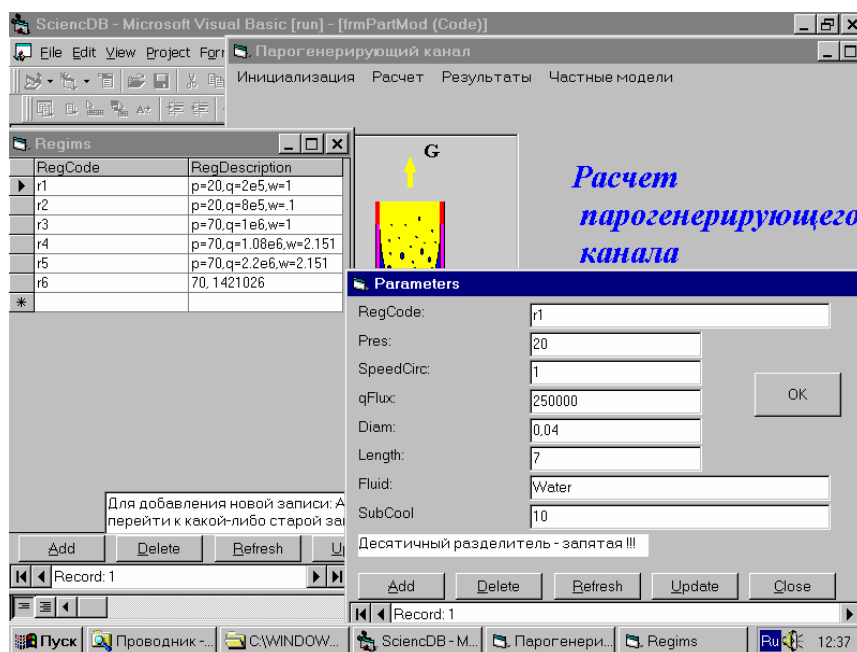 SciencDB - Microsoft Visual Basic [run] - [frmPartMod (Code)]
File Edit View Project
Парогенерирующий канал
Инициализация Расчет Результаты Частные модели
Regims
RegCode RegDescription
r1 p=20,q=2e5,w=1
r2 p=20,q=8e5,w=.1
r3 p=70,q=1e6,w=1
r4 p=70,q=1.08e6,w=2.151
r5 p=70,q=2.2e6,w=2.151
r6 70, 1421026
G
Расчет
парогенерирующего
канала
Parameters
RegCode: r1
Pres: 20
SpeedCirc: 1
qFlux: 250000
Diam: 0,04
Length: 7
Fluid: Water
SubCool 10
OK
Десятичный разделитель - запятая !!!
Add Delete Refresh Update Close
Record: 1
Для добавления новой записи: A
перейти к какой-либо старой
Add Delete Refresh
Record: 1
Пуск Проводник -... C:\WINDOW... SciencDB - M... Парогенери... Regims Ru 12:37